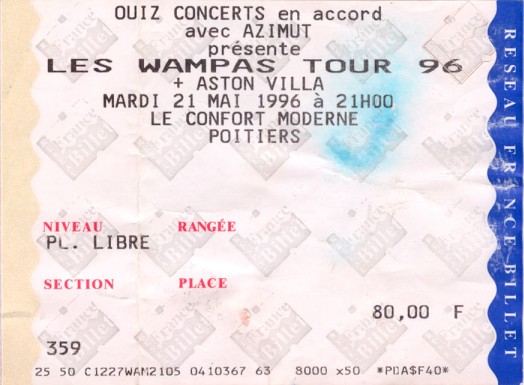 OUIZ CONCERTS en accord
avec AZIMUT
présente
LES WAMPAS TOUR 96
+ ASTON VILLA
MARDI 21 MAI 1996 à 21H00
LE CONFORT MODERNE
POITIERS
NIVEAU RANGÉE
PL. LIBRE
SECTION PLACE
80,00 F
359
25 50 C1227WAM2105 0410367 63 8000 x50 *PDA$F40*
RESEAU FRANCE BILLET